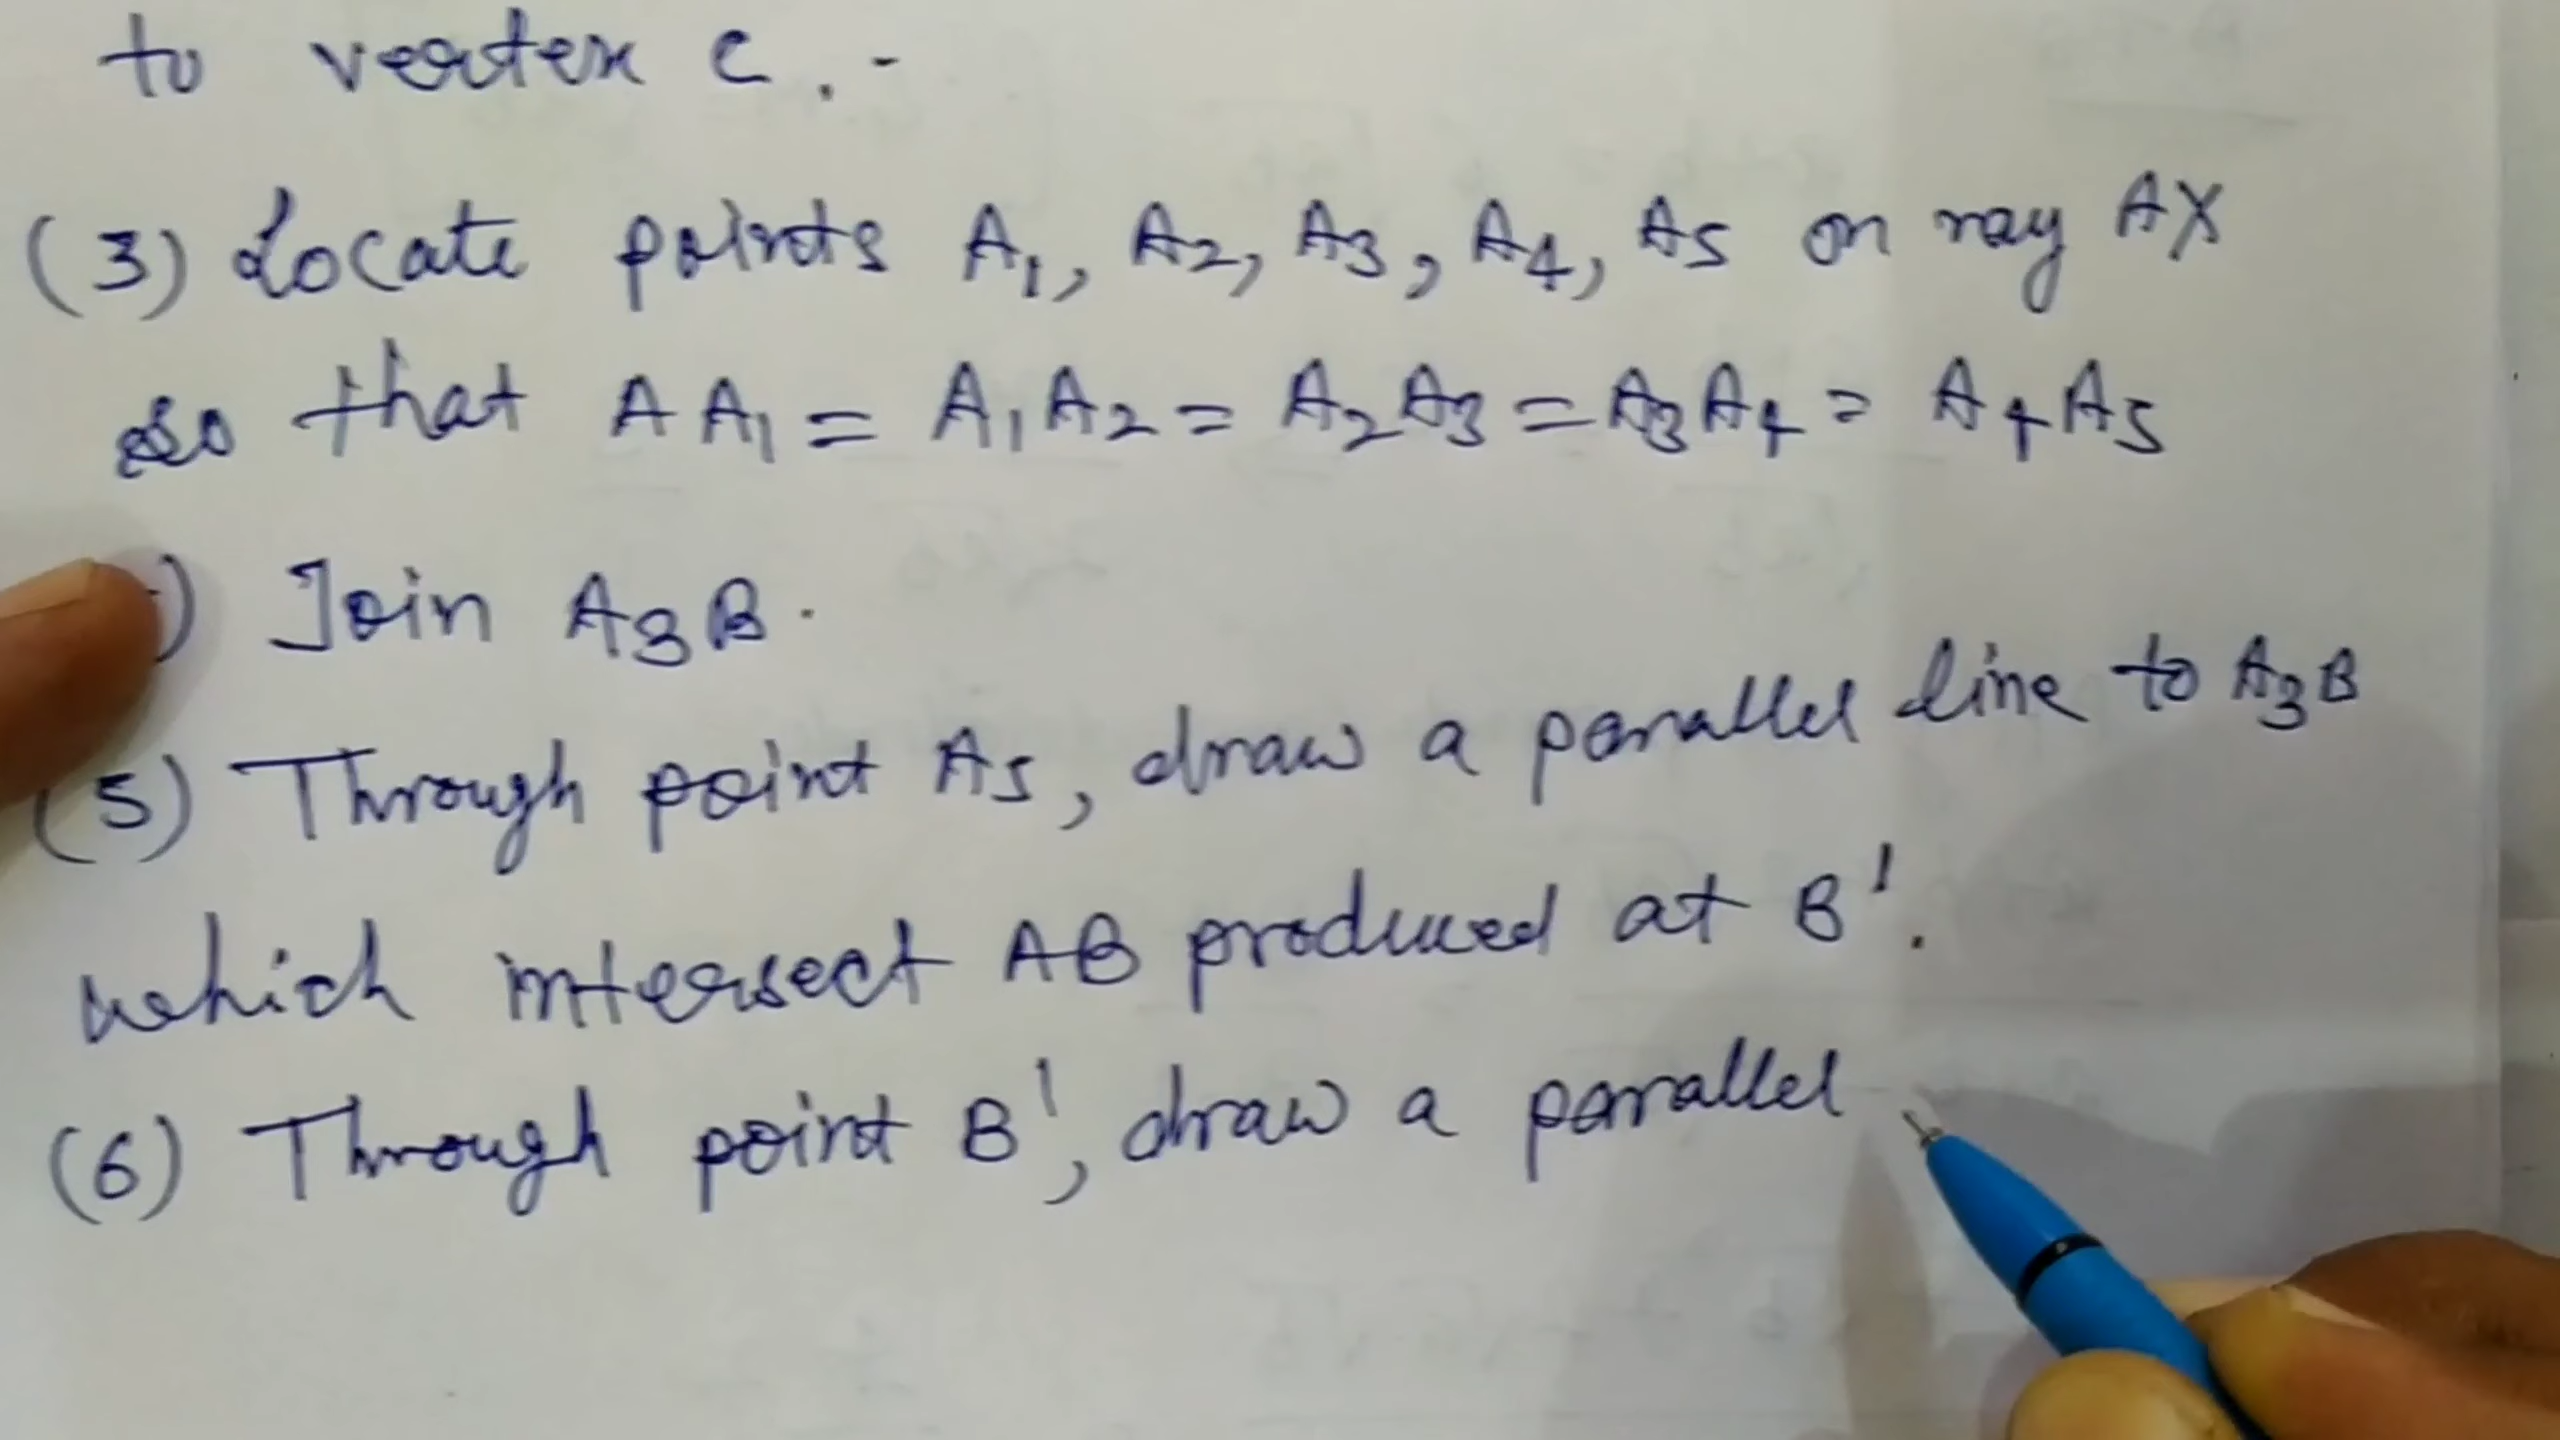 to vertex C.
(3) Locate points A₁, A₂, A₃, A₄, A₅ on ray AX
so that AA₁ = A₁A₂ = A₂A₃ = A₃A₄ = A₄A₅
) Join A₃B.
(5) Through point A₅, draw a parallel line to A₃B
which intersect AB produced at B'.
(6) Through point B', draw a parallel